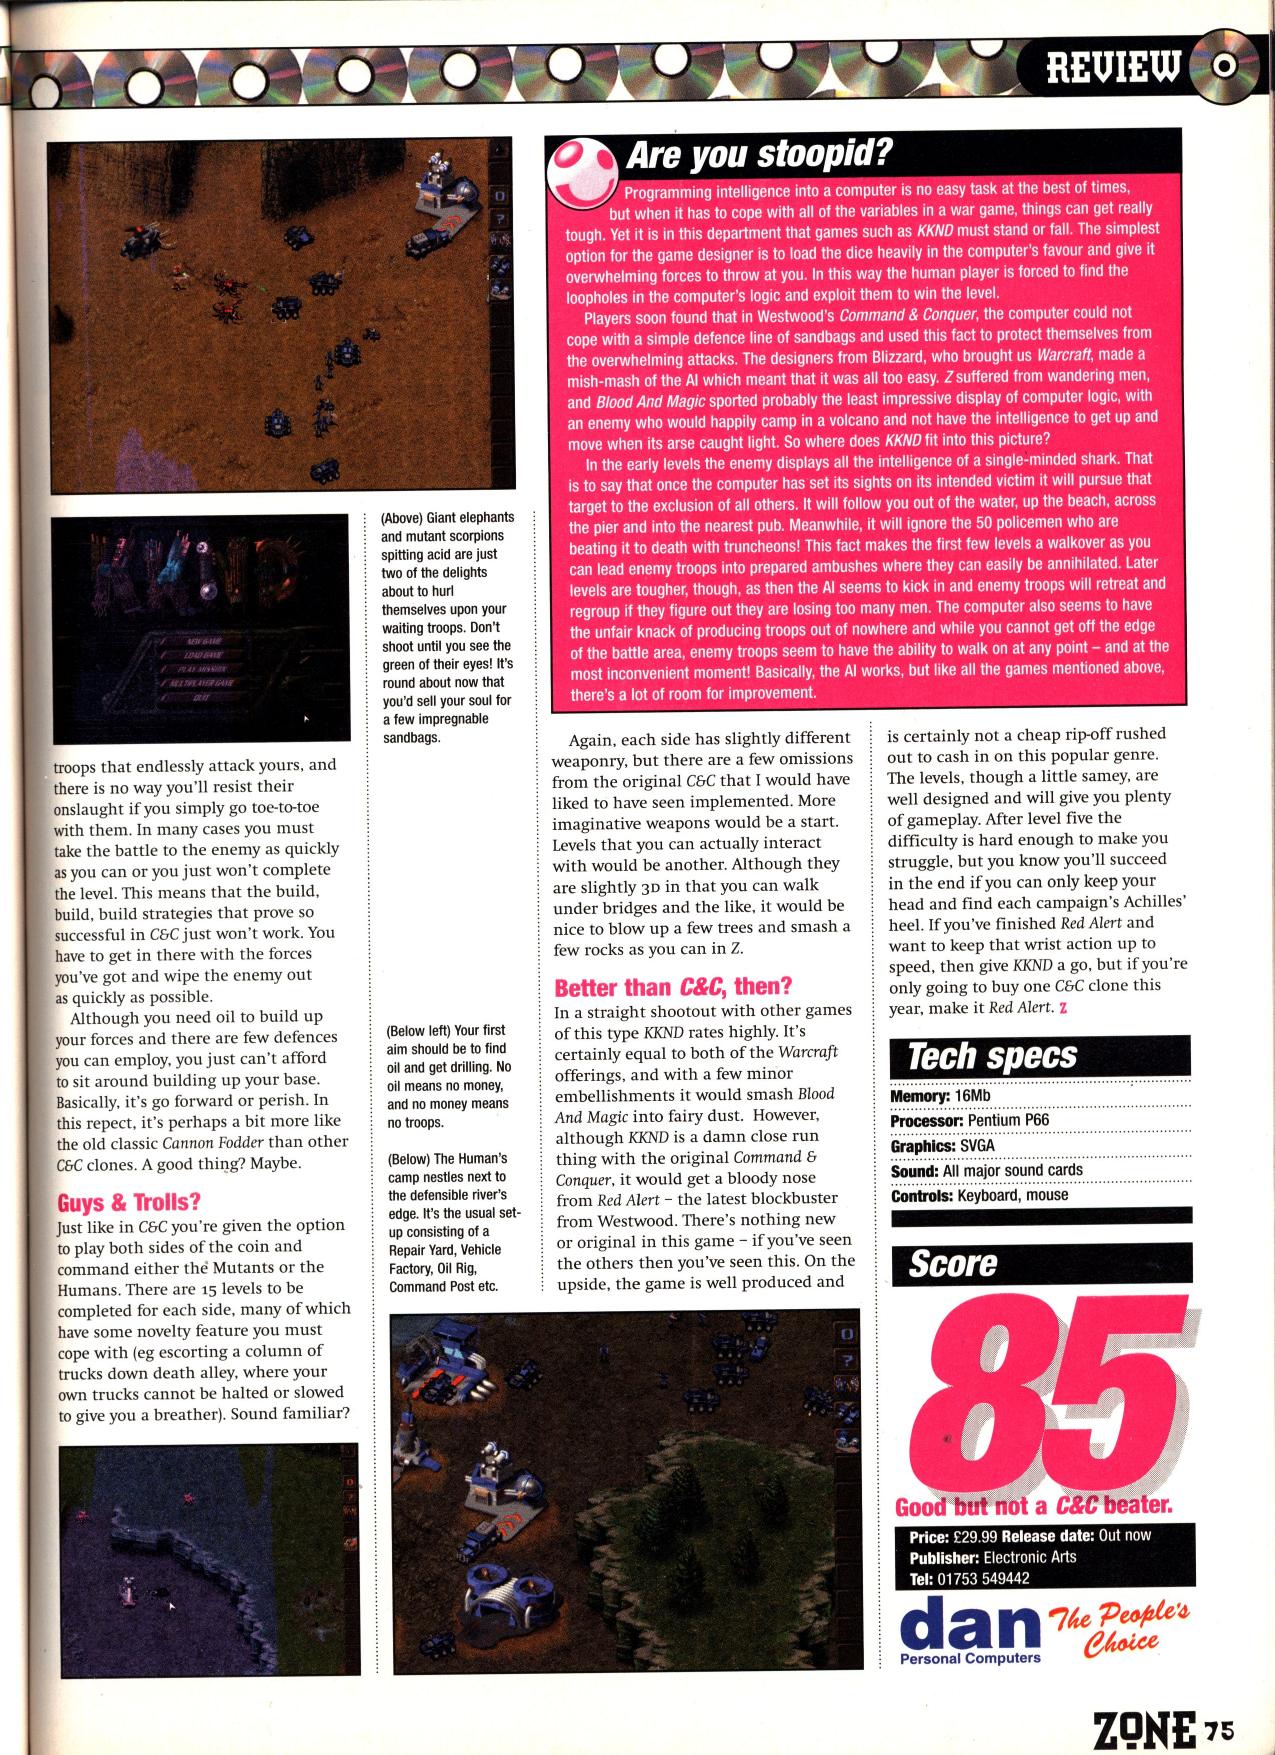 REVIEW
Are you stoopid?
Programming intelligence into a computer is no easy task at the best of times,
but when it has to cope with all of the variables in a war game, things can get really
tough. Yet it is in this department that games such as KKND must stand or fall. The simplest
option for the game designer is to load the dice heavily in the computer's favour and give it
overwhelming forces to throw at you. In this way the human player is forced to find the
loopholes in the computer's logic and exploit them to win the level.
Players soon found that in Westwood's Command & Conquer, the computer could not
cope with a simple defence line of sandbags and used this fact to protect themselves from
the overwhelming attacks. The designers from Blizzard, who brought us Warcraft, made a
mish-mash of the AI which meant that it was all too easy. Z suffered from wandering men,
and Blood And Magic sported probably the least impressive display of computer logic, with
an enemy who would happily camp in a volcano and not have the intelligence to get up and
move when its arse caught light. So where does KKND fit into this picture?
In the early levels the enemy displays all the intelligence of a single-minded shark. That
is to say that once the computer has set its sights on its intended victim it will pursue that
target to the exclusion of all others. It will follow you out of the water, up the beach, across
the pier and into the nearest pub. Meanwhile, it will ignore the 50 policemen who are
beating it to death with truncheons! This fact makes the first few levels a walkover as you
can lead enemy troops into prepared ambushes where they can easily be annihilated. Later
levels are tougher, though, as then the AI seems to kick in and enemy troops will retreat and
regroup if they figure out they are losing too many men. The computer also seems to have
the unfair knack of producing troops out of nowhere and while you cannot get off the edge
of the battle area, enemy troops seem to have the ability to walk on at any point – and at the
most inconvenient moment! Basically, the AI works, but like all the games mentioned above,
there's a lot of room for improvement.
KKND
NEW GAME
LOAD GAME
PLAY MISSION
MULTIPLAYER GAME
QUIT
(Above) Giant elephants
and mutant scorpions
spitting acid are just
two of the delights
about to hurl
themselves upon your
waiting troops. Don't
shoot until you see the
green of their eyes! It's
round about now that
you'd sell your soul for
a few impregnable
sandbags.
troops that endlessly attack yours, and
there is no way you'll resist their
onslaught if you simply go toe-to-toe
with them. In many cases you must
take the battle to the enemy as quickly
as you can or you just won't complete
the level. This means that the build,
build, build strategies that prove so
successful in C&C just won't work. You
have to get in there with the forces
you've got and wipe the enemy out
as quickly as possible.
Although you need oil to build up
your forces and there are few defences
you can employ, you just can't afford
to sit around building up your base.
Basically, it's go forward or perish. In
this repect, it's perhaps a bit more like
the old classic Cannon Fodder than other
C&C clones. A good thing? Maybe.
Guys & Trolls?
Just like in C&C you're given the option
to play both sides of the coin and
command either the Mutants or the
Humans. There are 15 levels to be
completed for each side, many of which
have some novelty feature you must
cope with (eg escorting a column of
trucks down death alley, where your
own trucks cannot be halted or slowed
to give you a breather). Sound familiar?
(Below left) Your first
aim should be to find
oil and get drilling. No
oil means no money,
and no money means
no troops.
(Below) The Human's
camp nestles next to
the defensible river's
edge. It's the usual set-
up consisting of a
Repair Yard, Vehicle
Factory, Oil Rig,
Command Post etc.
Again, each side has slightly different
weaponry, but there are a few omissions
from the original C&C that I would have
liked to have seen implemented. More
imaginative weapons would be a start.
Levels that you can actually interact
with would be another. Although they
are slightly 3D in that you can walk
under bridges and the like, it would be
nice to blow up a few trees and smash a
few rocks as you can in Z.
Better than C&C, then?
In a straight shootout with other games
of this type KKND rates highly. It's
certainly equal to both of the Warcraft
offerings, and with a few minor
embellishments it would smash Blood
And Magic into fairy dust. However,
although KKND is a damn close run
thing with the original Command &
Conquer, it would get a bloody nose
from Red Alert – the latest blockbuster
from Westwood. There's nothing new
or original in this game – if you've seen
the others then you've seen this. On the
upside, the game is well produced and
is certainly not a cheap rip-off rushed
out to cash in on this popular genre.
The levels, though a little samey, are
well designed and will give you plenty
of gameplay. After level five the
difficulty is hard enough to make you
struggle, but you know you'll succeed
in the end if you can only keep your
head and find each campaign's Achilles'
heel. If you've finished Red Alert and
want to keep that wrist action up to
speed, then give KKND a go, but if you're
only going to buy one C&C clone this
year, make it Red Alert. Z
Tech specs
Memory: 16Mb
Processor: Pentium P66
Graphics: SVGA
Sound: All major sound cards
Controls: Keyboard, mouse
Score
85
Good but not a C&C beater.
Price: £29.99 Release date: Out now
Publisher: Electronic Arts
Tel: 01753 549442
dan The People's
Choice
Personal Computers
ZONE 75